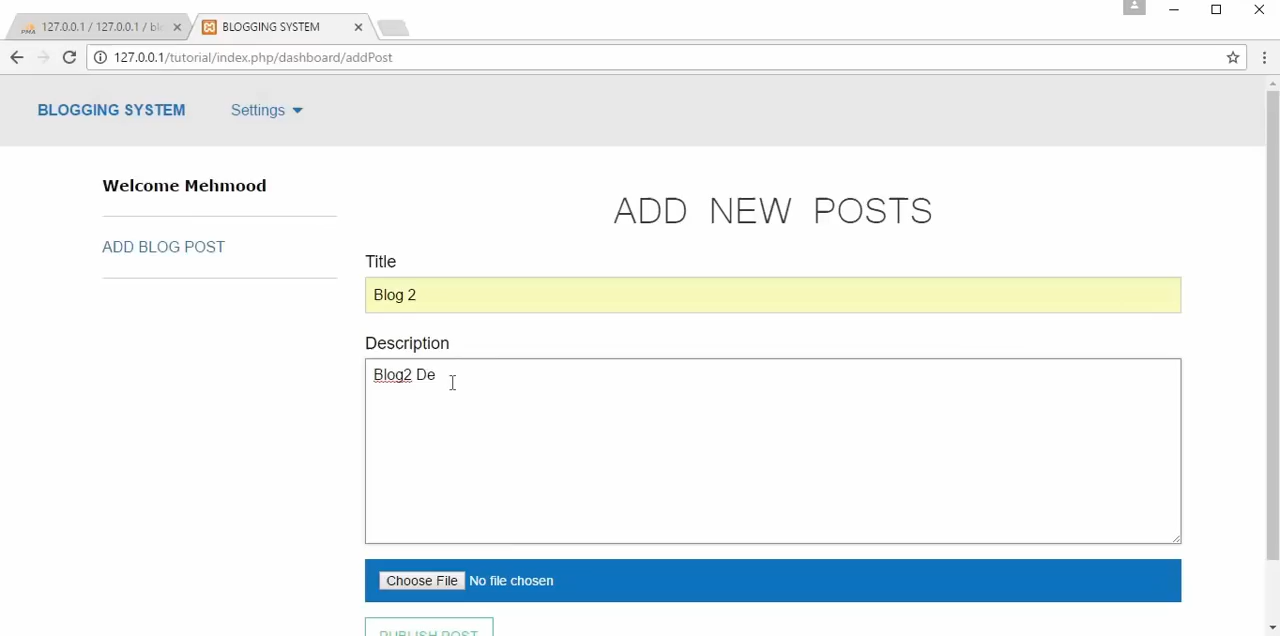 127.0.0.1 / 127.0.0.1 / bl
BLOGGING SYSTEM
127.0.0.1/tutorial/index.php/dashboard/addPost
BLOGGING SYSTEM
Settings
Welcome Mehmood
ADD BLOG POST
ADD NEW POSTS
Title
Blog 2
Description
Blog2 De
Choose File No file chosen
PUBLISH POST